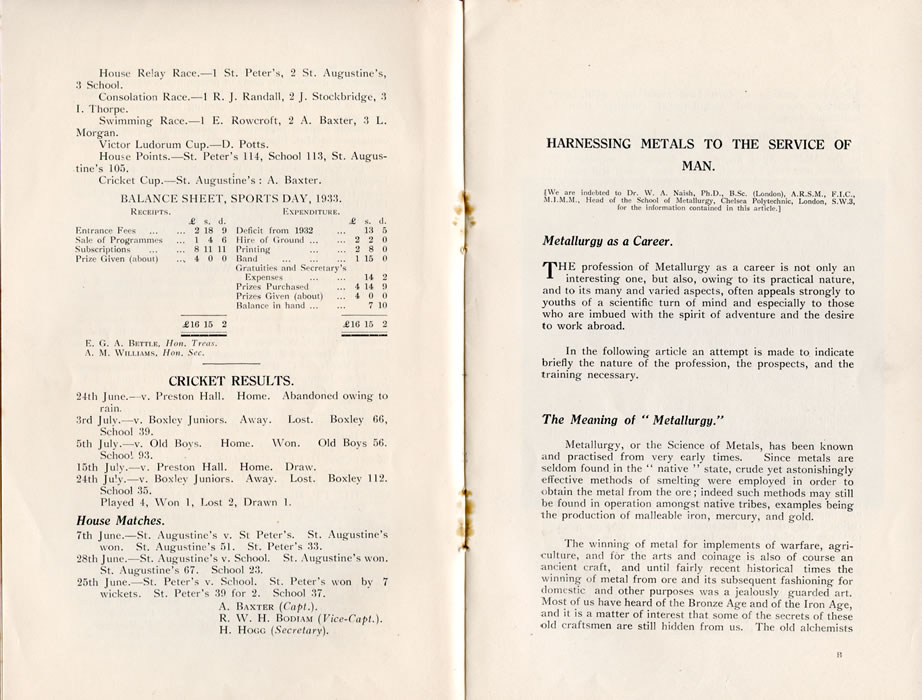 House Relay Race.—1 St. Peter's, 2 St. Augustine's,
3 School.
Consolation Race.—1 R. J. Randall, 2 J. Stockbridge, 3
I. Thorpe.
Swimming Race.—1 E. Rowcroft, 2 A. Baxter, 3 L.
Morgan.
Victor Ludorum Cup.—D. Potts.
House Points.—St. Peter's 114, School 113, St. Augus-
tine's 105.
Cricket Cup.—St. Augustine's : A. Baxter.
BALANCE SHEET, SPORTS DAY, 1933.
RECEIPTS. EXPENDITURE.
£ s. d. £ s. d.
Entrance Fees ... ... 2 18 9 Deficit from 1932 ... 13 5
Sale of Programmes ... 1 4 6 Hire of Ground ... ... 2 2 0
Subscriptions ... ... 8 11 11 Printing ... ... 2 8 0
Prize Given (about) ... 4 0 0 Band ... ... ... 1 15 0
Gratuities and Secretary's
Expenses ... ... 14 2
Prizes Purchased ... 4 14 9
Prizes Given (about) ... 4 0 0
Balance in hand ... ... 7 10
£16 15 2 £16 15 2
E. G. A. BETTLE, Hon. Treas.
A. M. WILLIAMS, Hon. Sec.
CRICKET RESULTS.
24th June.—v. Preston Hall. Home. Abandoned owing to
rain.
3rd July.—v. Boxley Juniors. Away. Lost. Boxley 66,
School 39.
5th July.—v. Old Boys. Home. Won. Old Boys 56.
School 93.
15th July.—v. Preston Hall. Home. Draw.
24th July.—v. Boxley Juniors. Away. Lost. Boxley 112.
School 35.
Played 4, Won 1, Lost 2, Drawn 1.
House Matches.
7th June.—St. Augustine's v. St Peter's. St. Augustine's
won. St. Augustine's 51. St. Peter's 33.
28th June.—St. Augustine's v. School. St. Augustine's won.
St. Augustine's 67. School 23.
25th June.—St. Peter's v. School. St. Peter's won by 7
wickets. St. Peter's 39 for 2. School 37.
A. BAXTER (Capt.).
R. W. H. BODIAM (Vice-Capt.).
H. HOGG (Secretary).
HARNESSING METALS TO THE SERVICE OF
MAN.
[We are indebted to Dr. W. A. Naish, Ph.D., B.Sc. (London), A.R.S.M., F.I.C.,
M.I.M.M., Head of the School of Metallurgy, Chelsea Polytechnic, London, S.W.3,
for the information contained in this article.]
Metallurgy as a Career.
THE profession of Metallurgy as a career is not only an
interesting one, but also, owing to its practical nature,
and to its many and varied aspects, often appeals strongly to
youths of a scientific turn of mind and especially to those
who are imbued with the spirit of adventure and the desire
to work abroad.
In the following article an attempt is made to indicate
briefly the nature of the profession, the prospects, and the
training necessary.
The Meaning of " Metallurgy."
Metallurgy, or the Science of Metals, has been known
and practised from very early times. Since metals are
seldom found in the " native " state, crude yet astonishingly
effective methods of smelting were employed in order to
obtain the metal from the ore ; indeed such methods may still
be found in operation amongst native tribes, examples being
the production of malleable iron, mercury, and gold.
The winning of metal for implements of warfare, agri-
culture, and for the arts and coinage is also of course an
ancient craft, and until fairly recent historical times the
winning of metal from ore and its subsequent fashioning for
domestic and other purposes was a jealously guarded art.
Most of us have heard of the Bronze Age and of the Iron Age,
and it is a matter of interest that some of the secrets of these
old craftsmen are still hidden from us. The old alchemists
B